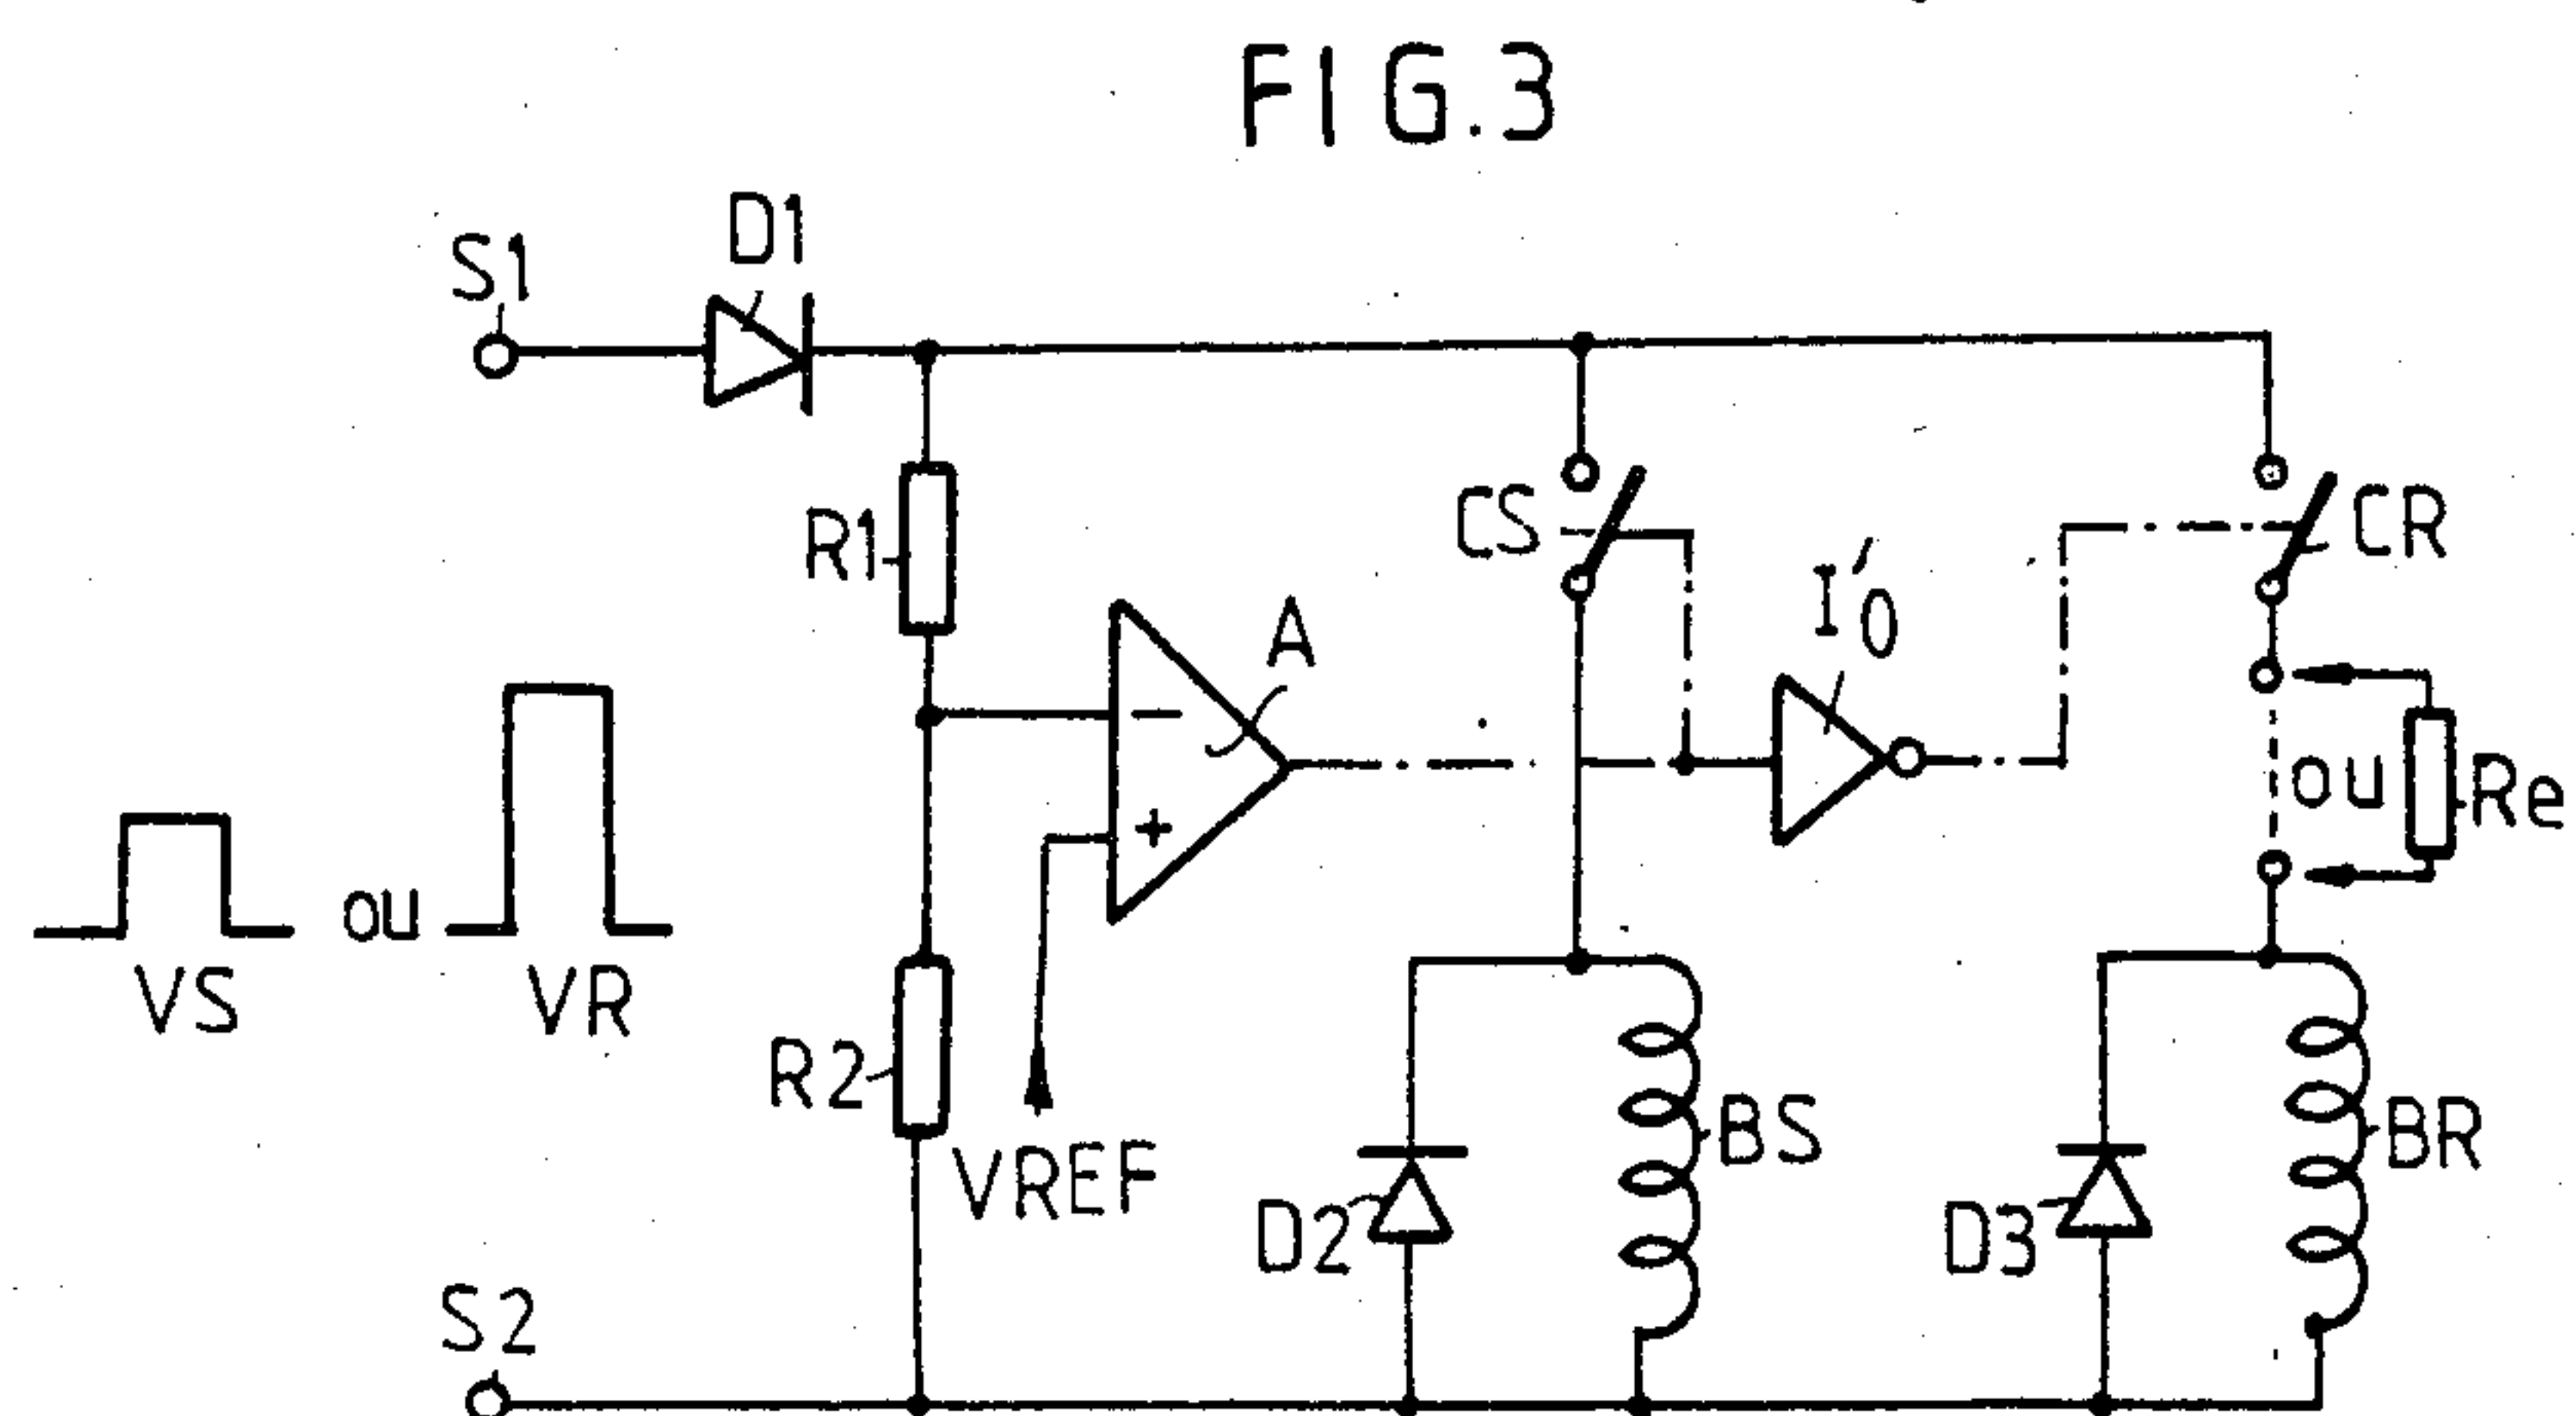 FIG.3
D1
S1
R1
CS
CR
A
I'0
ou
Re
ou
VS
VR
R2
VREF
BS
BR
D2
D3
S2
-
+